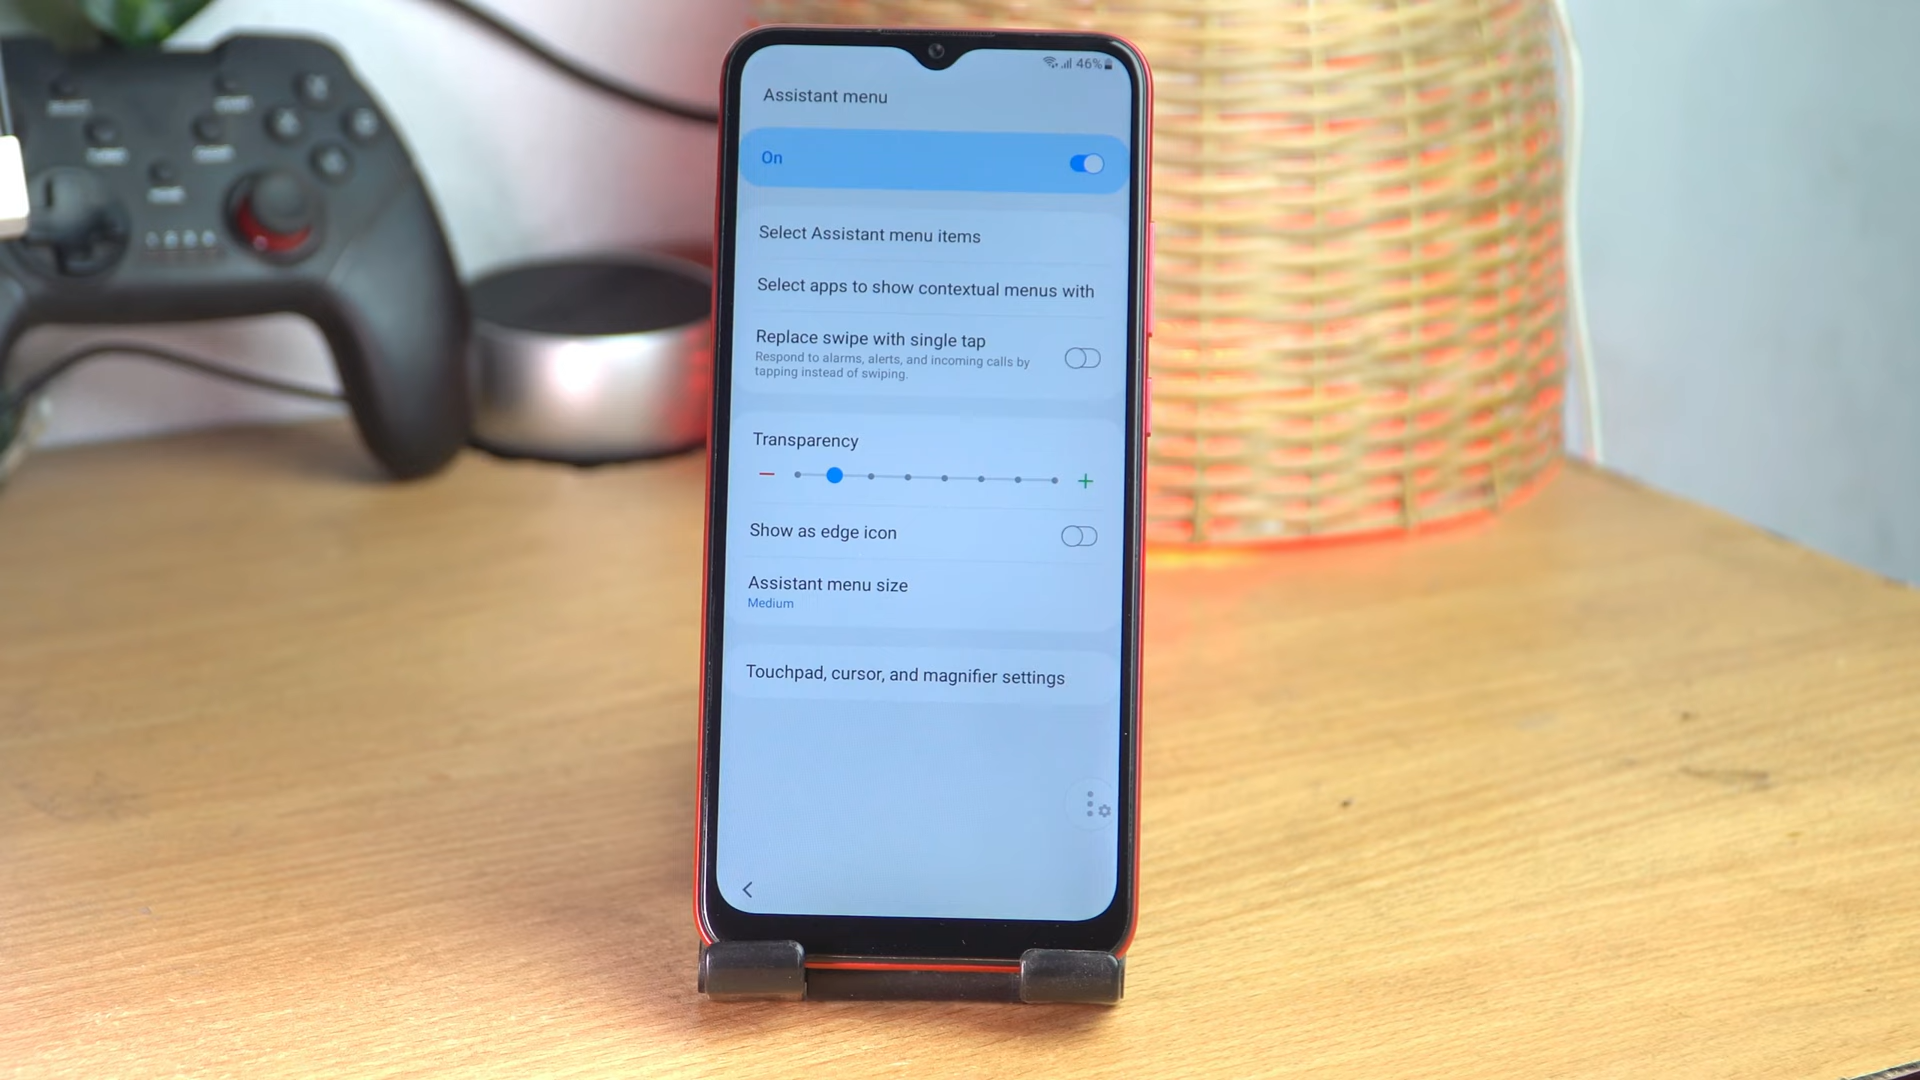 46%
Assistant menu
On
Select Assistant menu items
Select apps to show contextual menus with
Replace swipe with single tap
Respond to alarms, alerts, and incoming calls by
tapping instead of swiping.
Transparency
Show as edge icon
Assistant menu size
Medium
Touchpad, cursor, and magnifier settings